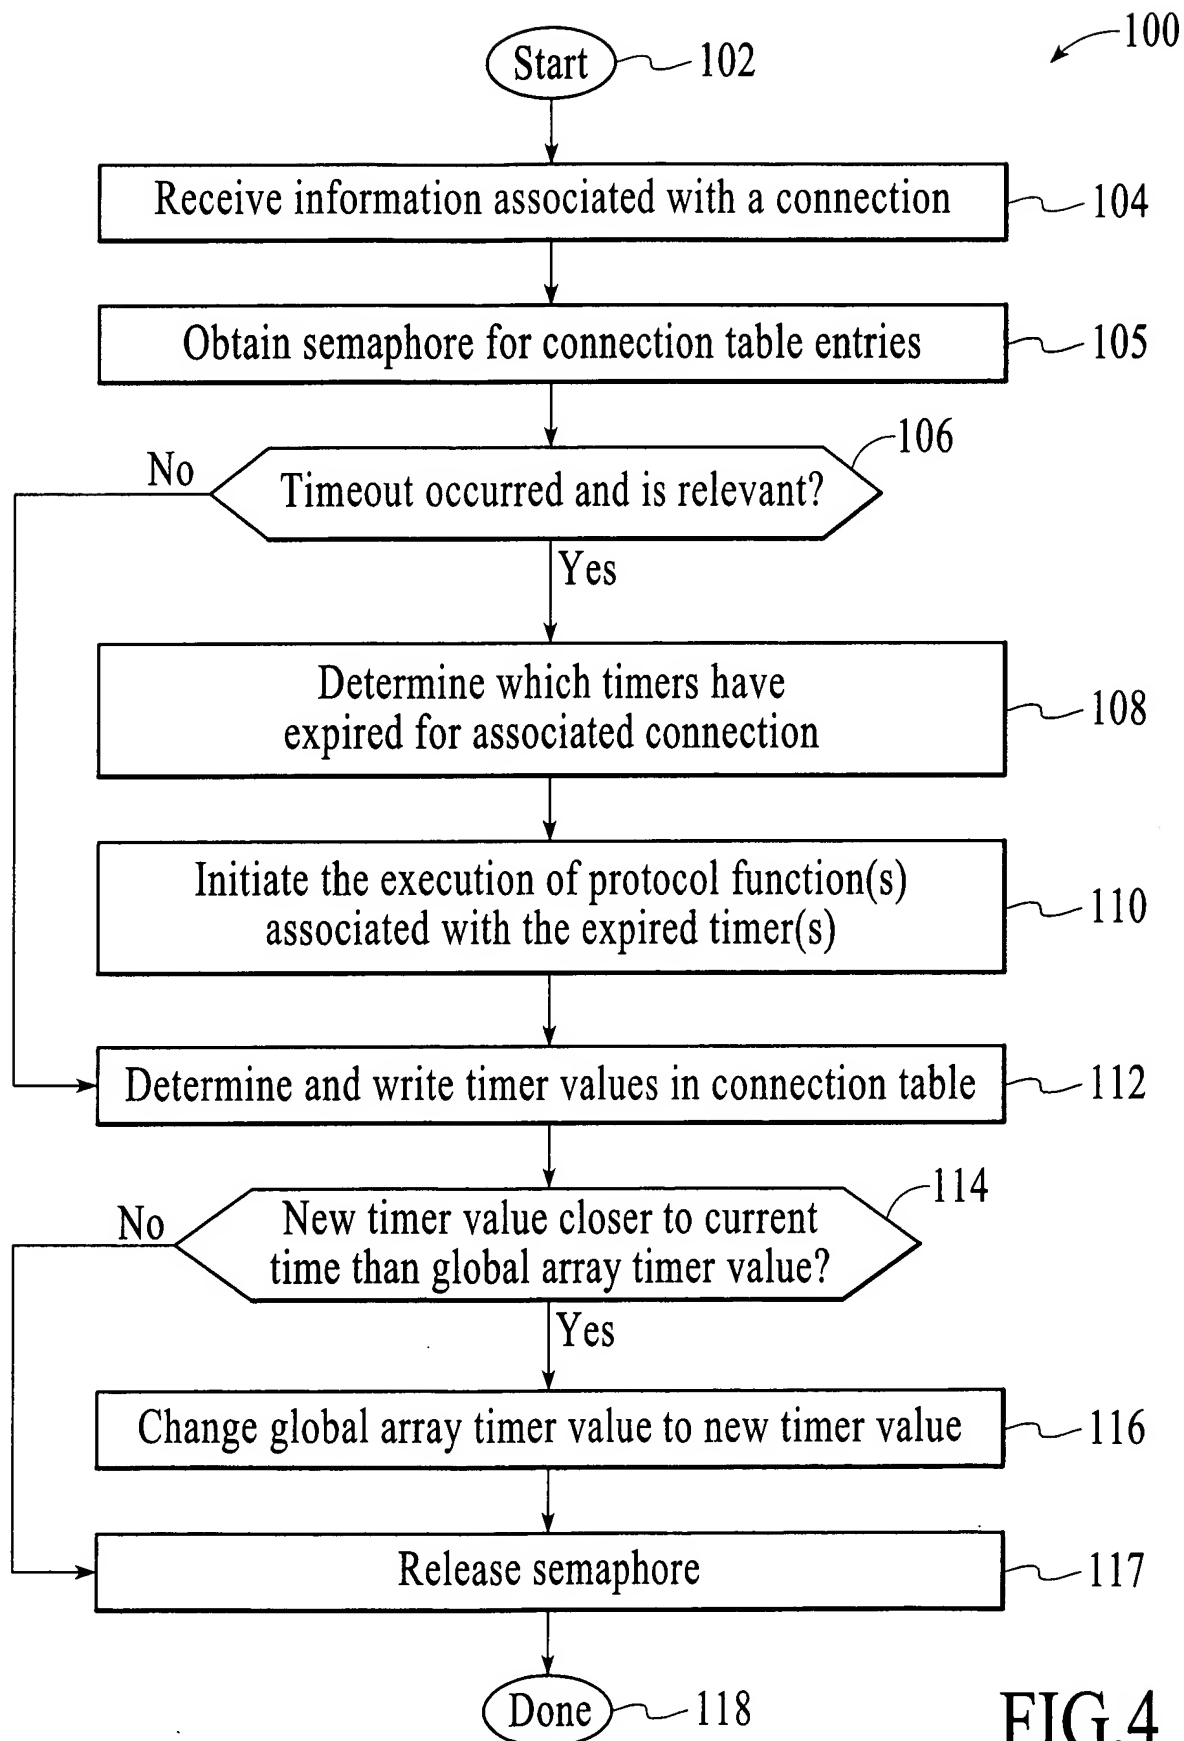 100
Start
102
Receive information associated with a connection
104
Obtain semaphore for connection table entries
105
106
No
Timeout occurred and is relevant?
Yes
Determine which timers have
expired for associated connection
108
Initiate the execution of protocol function(s)
associated with the expired timer(s)
110
Determine and write timer values in connection table
112
114
No
New timer value closer to current
time than global array timer value?
Yes
Change global array timer value to new timer value
116
Release semaphore
117
Done
118
FIG.4